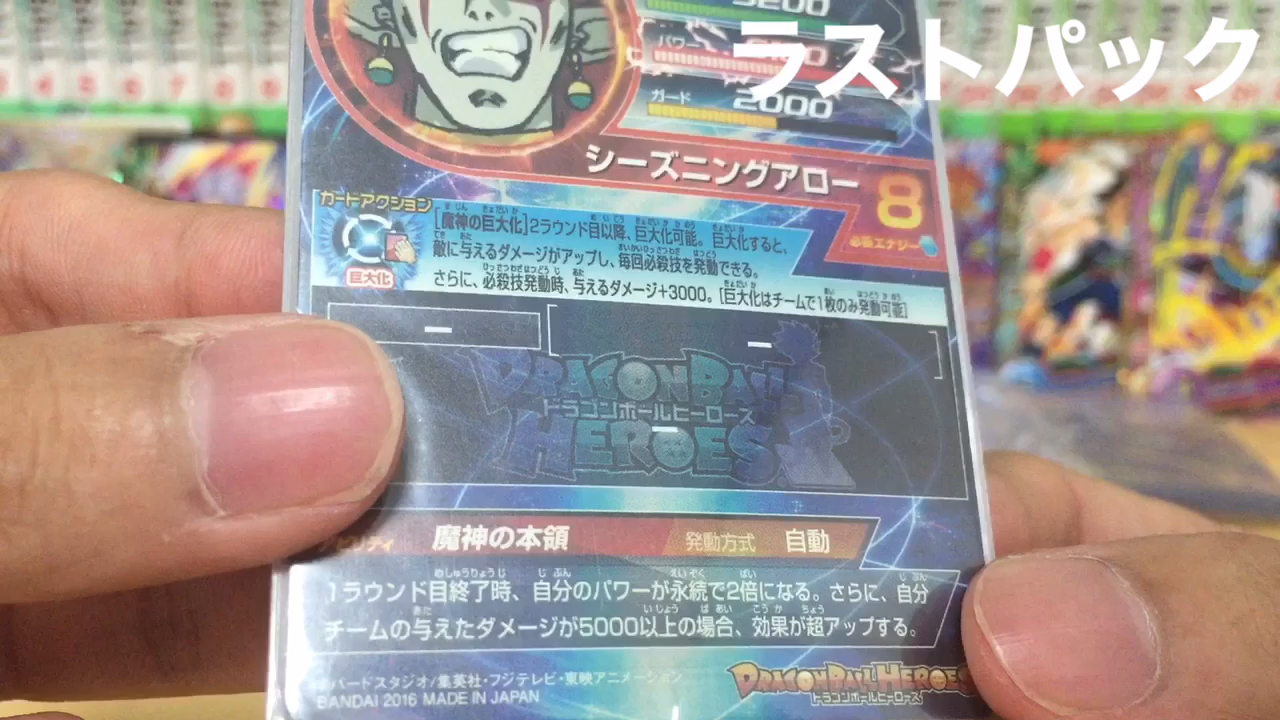 ラストパック
3200
パワー
ガード 2000
シーズニングアロー 8
必要エナジー
カードアクション
巨大化
[魔神の巨大化]2ラウンド目以降、巨大化可能。巨大化すると、
敵に与えるダメージがアップし、毎回必殺技を発動できる。
さらに、必殺技発動時、与えるダメージ+3000。[巨大化はチームで1枚のみ発動可能]
ー
ー
DRAGON BALL
ドラゴンボールヒーローズ
ー
HEROES
アビリティ 魔神の本領 発動方式 自動
1ラウンド目終了時、自分のパワーが永続で2倍になる。さらに、自分
チームの与えたダメージが5000以上の場合、効果が超アップする。
バードスタジオ/集英社・フジテレビ・東映アニメーション
BANDAI 2016 MADE IN JAPAN
DRAGON BALL HEROES
ドラゴンボールヒーローズ